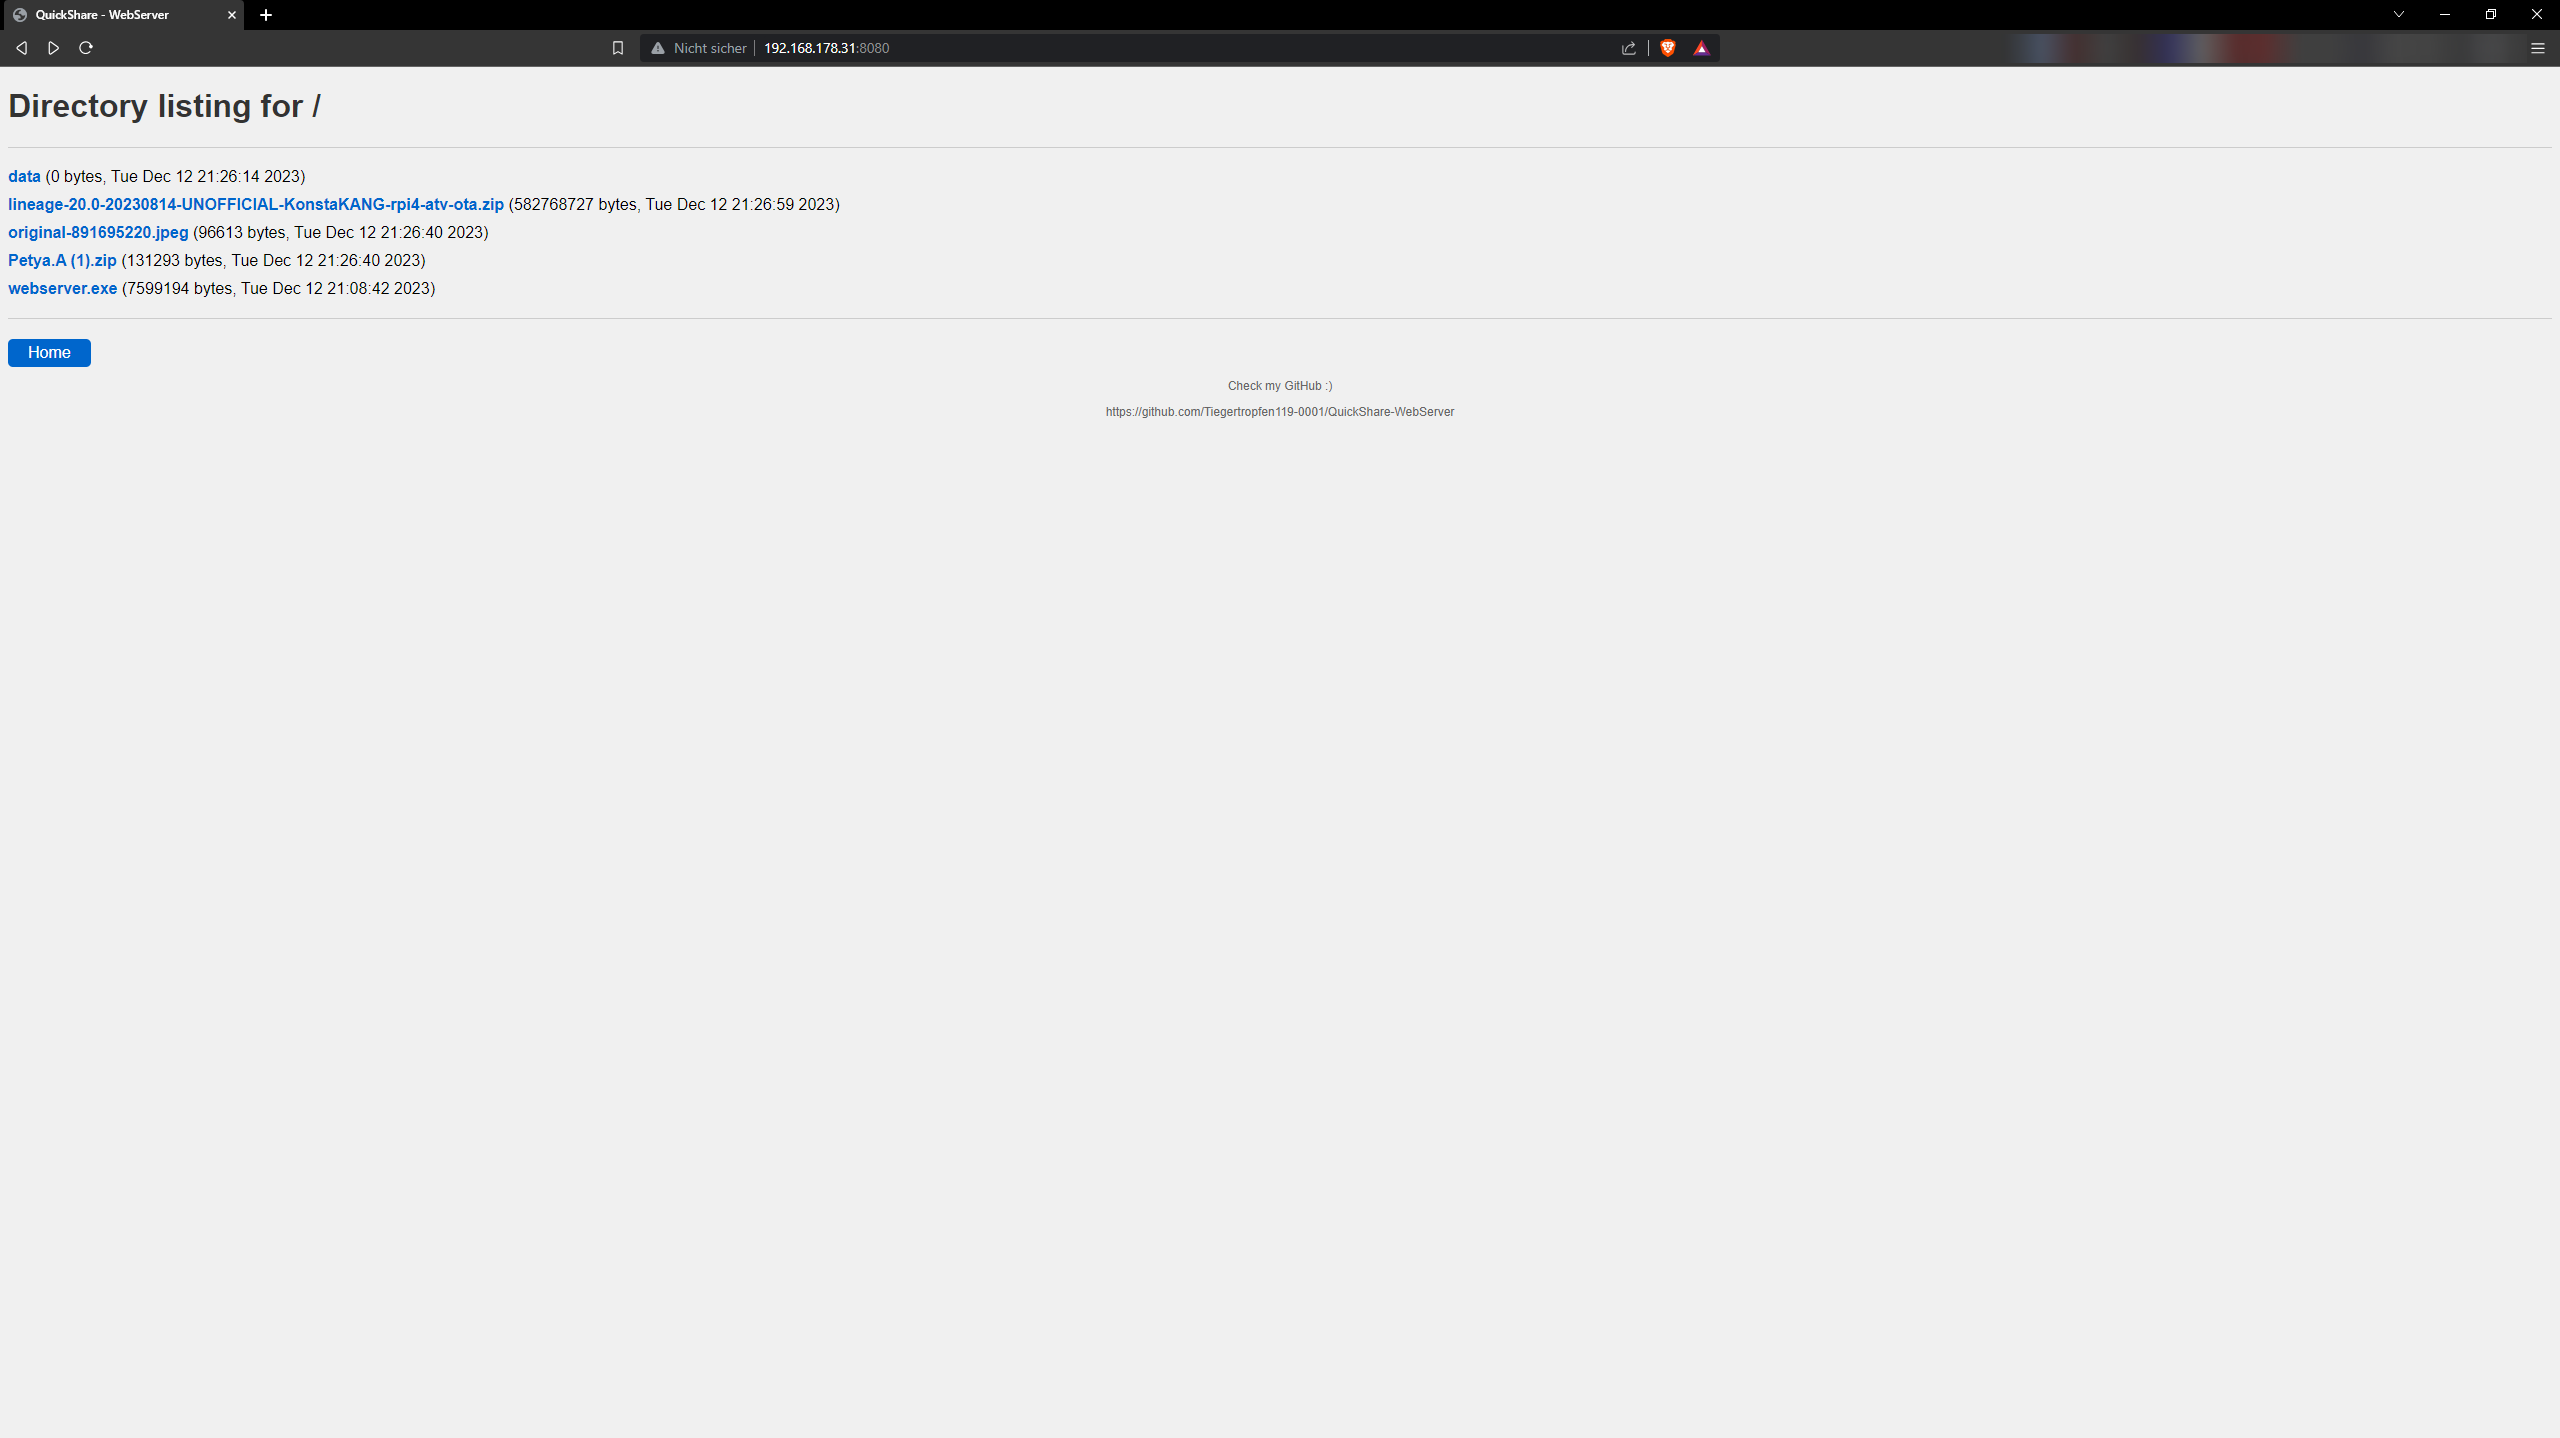 QuickShare - WebServer
Nicht sicher 192.168.178.31:8080
Directory listing for /
data (0 bytes, Tue Dec 12 21:26:14 2023)
lineage-20.0-20230814-UNOFFICIAL-KonstaKANG-rpi4-atv-ota.zip (582768727 bytes, Tue Dec 12 21:26:59 2023)
original-891695220.jpeg (96613 bytes, Tue Dec 12 21:26:40 2023)
Petya.A (1).zip (131293 bytes, Tue Dec 12 21:26:40 2023)
webserver.exe (7599194 bytes, Tue Dec 12 21:08:42 2023)
Home
Check my GitHub :)
https://github.com/Tiegertropfen119-0001/QuickShare-WebServer